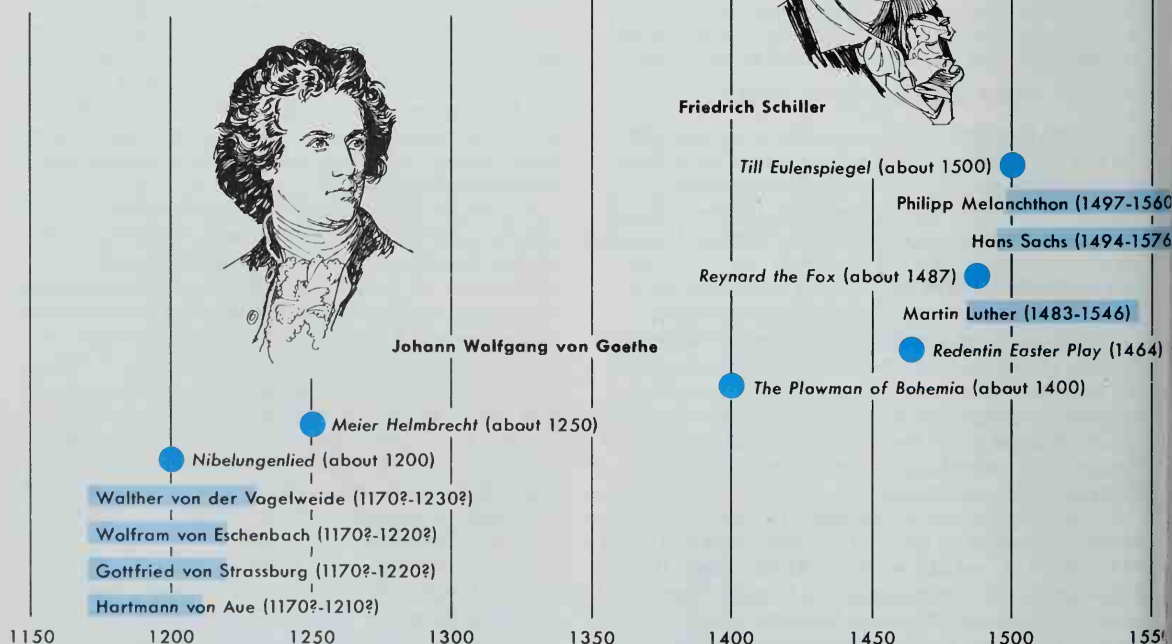 Friedrich Schiller
Till Eulenspiegel (about 1500)
Philipp Melanchthon (1497-1560
Hans Sachs (1494-1576
Reynard the Fox (about 1487)
Martin Luther (1483-1546)
Johann Wolfgang von Goethe
Redentin Easter Play (1464)
The Plowman of Bohemia (about 1400)
Meier Helmbrecht (about 1250)
Nibelungenlied (about 1200)
Walther von der Vogelweide (1170?-1230?)
Wolfram von Eschenbach (1170?-1220?)
Gottfried von Strassburg (1170?-1220?)
Hartmann von Aue (1170?-1210?)
1150 1200 1250 1300 1350 1400 1450 1500 155